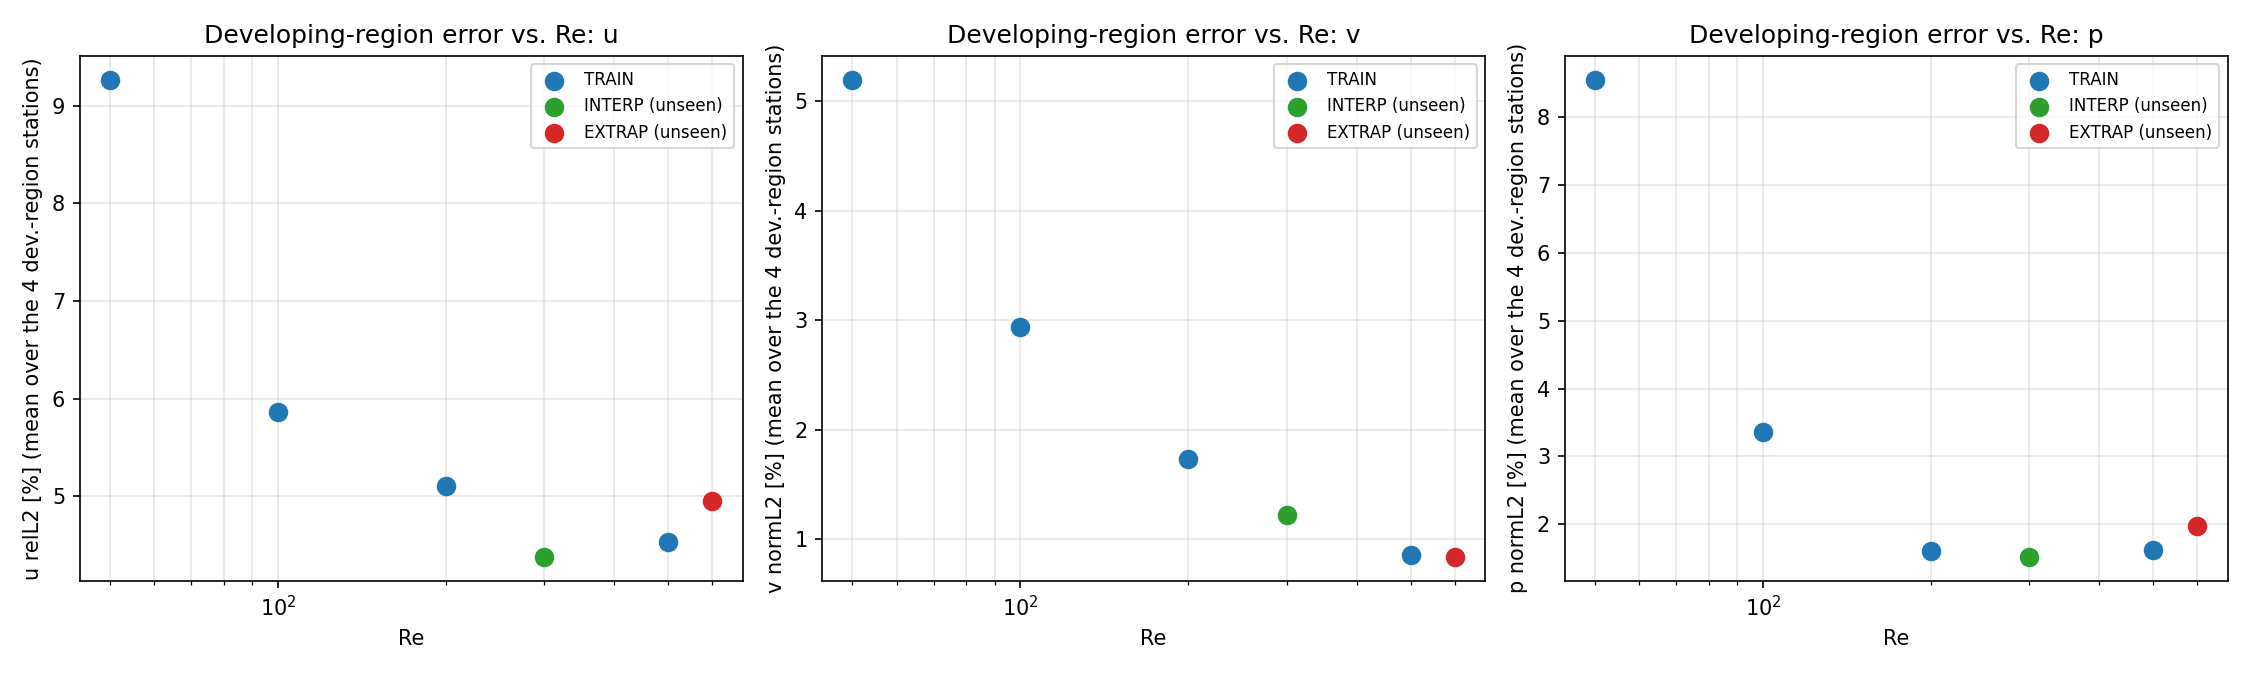 Developing-region error vs. Re: u
u relL2 [%] (mean over the 4 dev.-region stations)
9
8
7
6
5
TRAIN
INTERP (unseen)
EXTRAP (unseen)
10²
Re
Developing-region error vs. Re: v
v normL2 [%] (mean over the 4 dev.-region stations)
5
4
3
2
1
TRAIN
INTERP (unseen)
EXTRAP (unseen)
10²
Re
Developing-region error vs. Re: p
p normL2 [%] (mean over the 4 dev.-region stations)
8
7
6
5
4
3
2
TRAIN
INTERP (unseen)
EXTRAP (unseen)
10²
Re